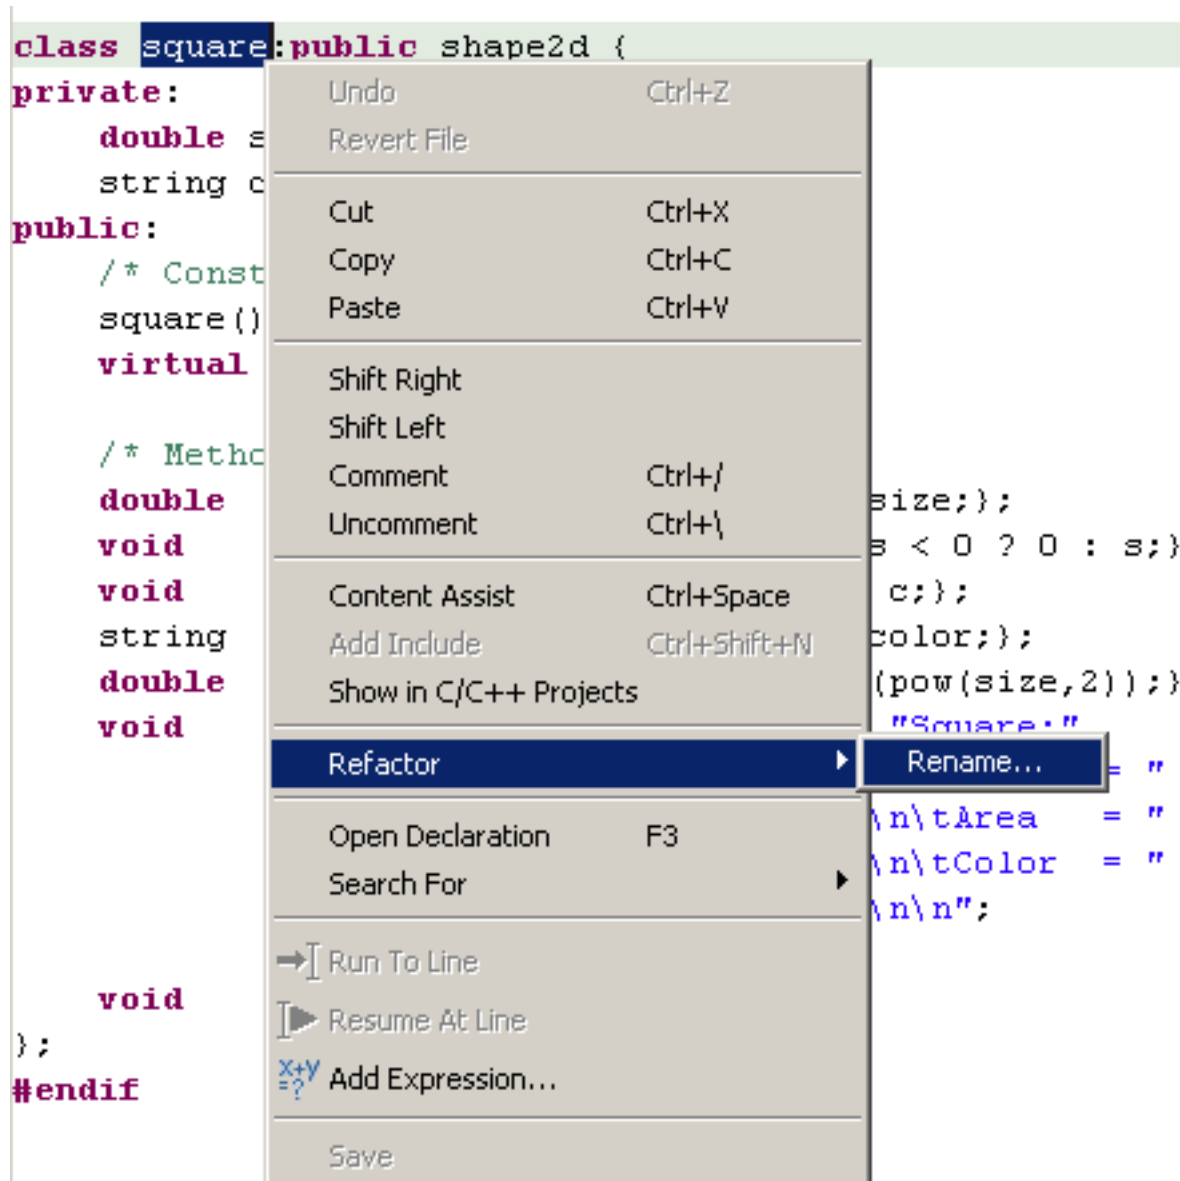 class square:public shape2d {
private:
double s
string c
public:
/* Const
square()
virtual
/* Metho
double size;};
void s < 0 ? 0 : s;}
void c;};
string color;};
double (pow(size,2));}
void "Square:"
= "
\n\tArea = "
\n\tColor = "
\n\n";
void
};
#endif
Undo Ctrl+Z
Revert File
Cut Ctrl+X
Copy Ctrl+C
Paste Ctrl+V
Shift Right
Shift Left
Comment Ctrl+/
Uncomment Ctrl+\
Content Assist Ctrl+Space
Add Include Ctrl+Shift+N
Show in C/C++ Projects
Refactor
Rename...
Open Declaration F3
Search For
Run To Line
Resume At Line
x+y
=?
Add Expression...
Save